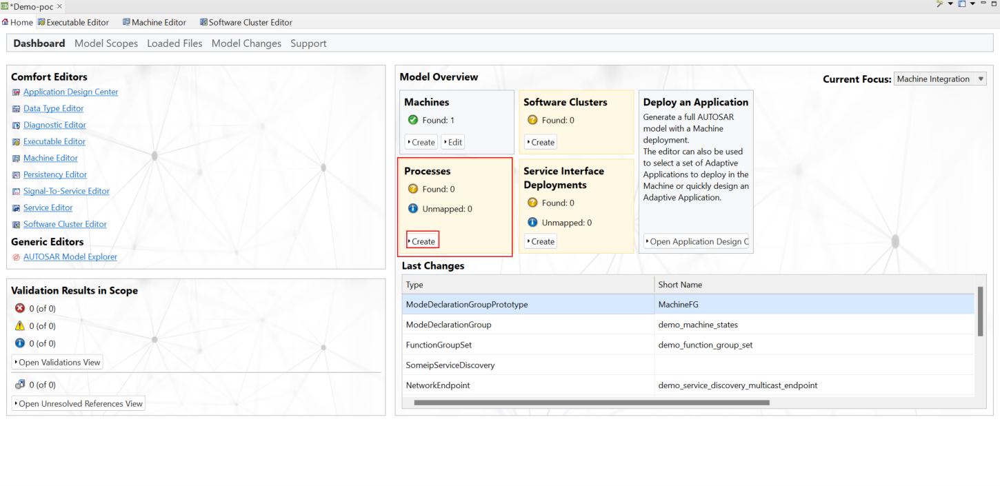 *Demo-poc
Home
Executable Editor
Machine Editor
Software Cluster Editor
Dashboard
Model Scopes
Loaded Files
Model Changes
Support
Comfort Editors
Application Design Center
Data Type Editor
Diagnostic Editor
Executable Editor
Machine Editor
Persistency Editor
Signal-To-Service Editor
Service Editor
Software Cluster Editor
Generic Editors
AUTOSAR Model Explorer
Validation Results in Scope
0 (of 0)
0 (of 0)
0 (of 0)
Open Validations View
0 (of 0)
Open Unresolved References View
Model Overview
Current Focus: Machine Integration
Machines
Found: 1
Create
Edit
Software Clusters
Found: 0
Create
Deploy an Application
Generate a full AUTOSAR
model with a Machine
deployment.
The editor can also be used
to select a set of Adaptive
Applications to deploy in the
Machine or quickly design an
Adaptive Application.
Open Application Design C
Processes
Found: 0
Unmapped: 0
Create
Service Interface
Deployments
Found: 0
Unmapped: 0
Create
Last Changes
Type Short Name
ModeDeclarationGroupPrototype MachineFG
ModeDeclarationGroup demo_machine_states
FunctionGroupSet demo_function_group_set
SomeipServiceDiscovery
NetworkEndpoint demo_service_discovery_multicast_endpoint